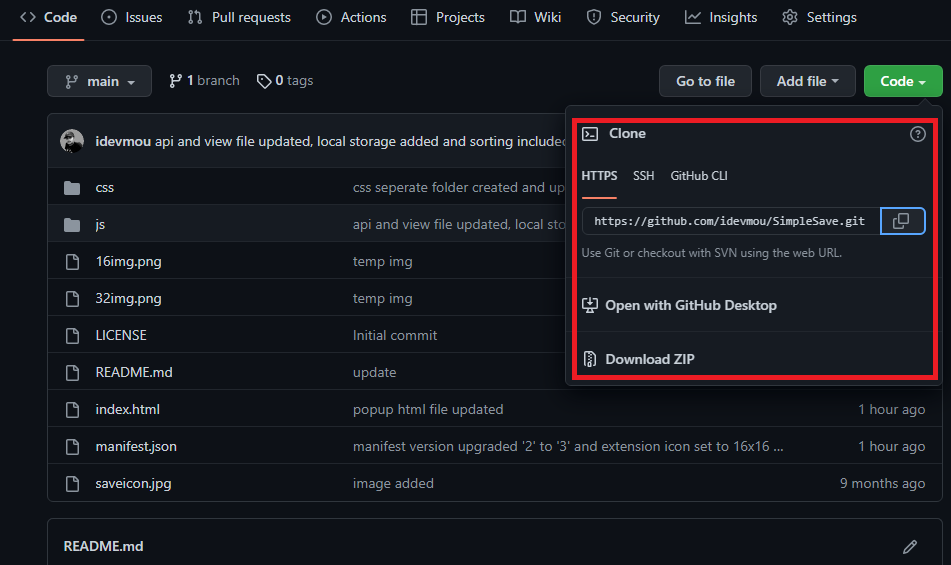 Code Issues Pull requests Actions Projects Wiki Security Insights Settings
main 1 branch 0 tags Go to file Add file Code
idevmou api and view file updated, local storage added and sorting included
Clone
HTTPS SSH GitHub CLI
https://github.com/idevmou/SimpleSave.git
Use Git or checkout with SVN using the web URL.
Open with GitHub Desktop
Download ZIP
css css seperate folder created and up
js api and view file updated, local sto
16img.png temp img
32img.png temp img
LICENSE Initial commit
README.md update
index.html popup html file updated 1 hour ago
manifest.json manifest version upgraded '2' to '3' and extension icon set to 16x16 ... 1 hour ago
saveicon.jpg image added 9 months ago
README.md